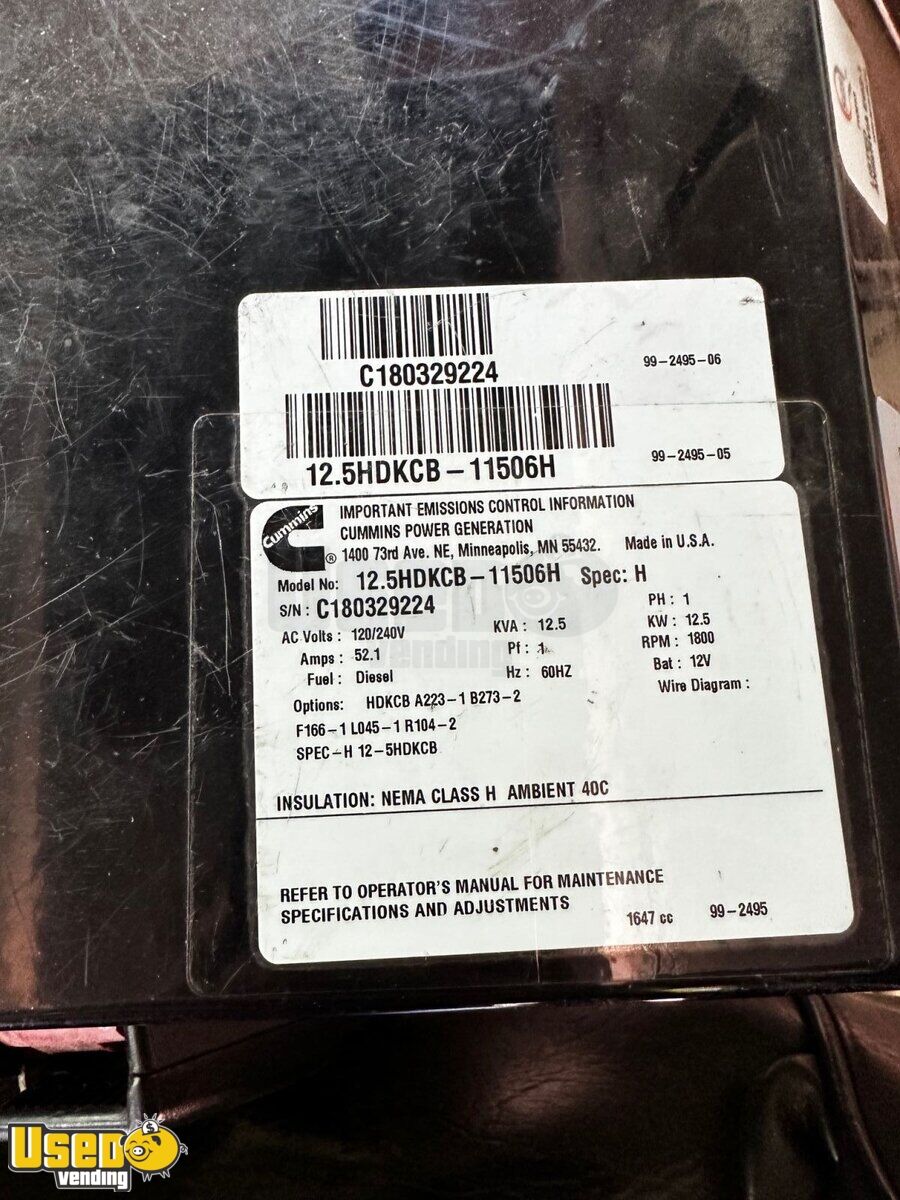 C180329224
99-2495-06
12.5HDKCB-11506H
99-2495-05
Cummins
IMPORTANT EMISSIONS CONTROL INFORMATION
CUMMINS POWER GENERATION
® 1400 73rd Ave. NE, Minneapolis, MN 55432. Made in U.S.A.
Model No: 12.5HDKCB-11506H Spec: H
S/N: C180329224
PH: 1
AC Volts: 120/240V KVA: 12.5 KW: 12.5
Amps: 52.1 Pf: 1 RPM: 1800
Fuel: Diesel Hz: 60HZ Bat: 12V
Wire Diagram:
Options: HDKCB A223-1 B273-2
F166-1 L045-1 R104-2
SPEC-H 12-5HDKCB
INSULATION: NEMA CLASS H AMBIENT 40C
REFER TO OPERATOR'S MANUAL FOR MAINTENANCE
SPECIFICATIONS AND ADJUSTMENTS
1647 cc 99-2495
USED
vending
USED
vending